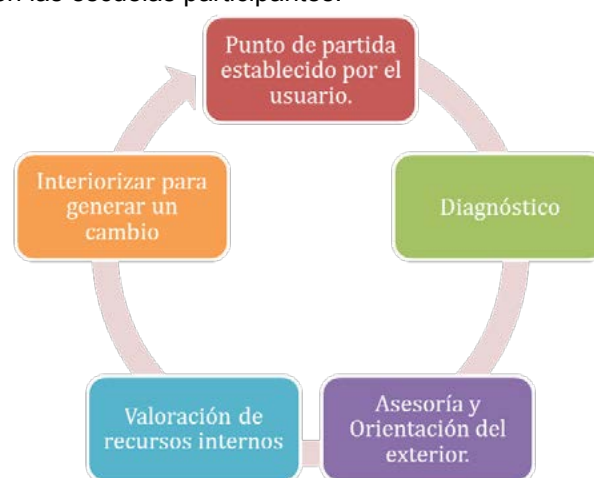 en las escuelas participantes.
Punto de partida
establecido por el
usuario.
Diagnóstico
Asesoría y
Orientación del
exterior.
Valoración de
recursos internos
Interiorizar para
generar un
cambio